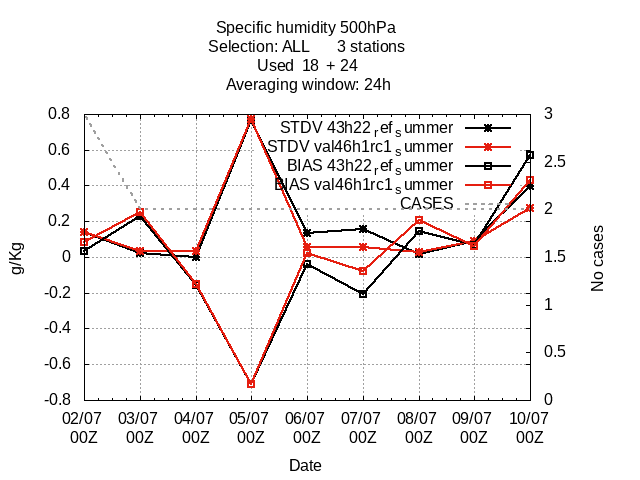 Specific humidity 500hPa
Selection: ALL 3 stations
Used 18 + 24
Averaging window: 24h
STDV 43h22refsummer
STDV val46h1rc1summer
BIAS 43h22refsummer
BIAS val46h1rc1summer
CASES
0.8
0.6
0.4
0.2
0
-0.2
-0.4
-0.6
-0.8
g/Kg
3
2.5
2
1.5
1
0.5
0
No cases
02/07 03/07 04/07 05/07 06/07 07/07 08/07 09/07 10/07
00Z 00Z 00Z 00Z 00Z 00Z 00Z 00Z 00Z
Date